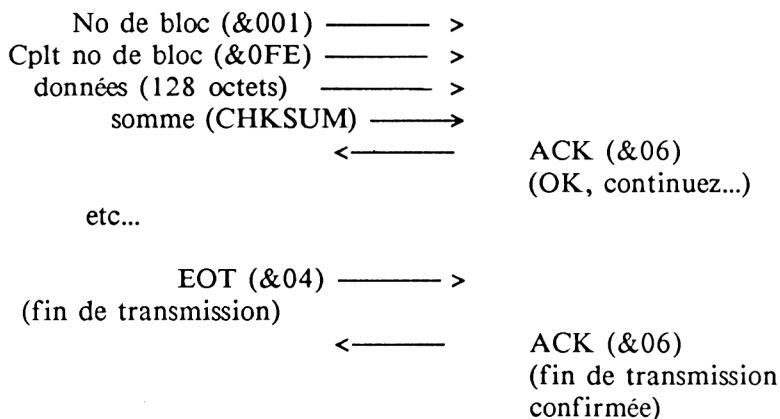 No de bloc (&001) ——— >
Cplt no de bloc (&0FE) ——— >
données (128 octets) ——— >
somme (CHKSUM) ———>
<——— ACK (&06)
(OK, continuez...)
etc...
EOT (&04) ——— >
(fin de transmission)
<——— ACK (&06)
(fin de transmission
confirmée)